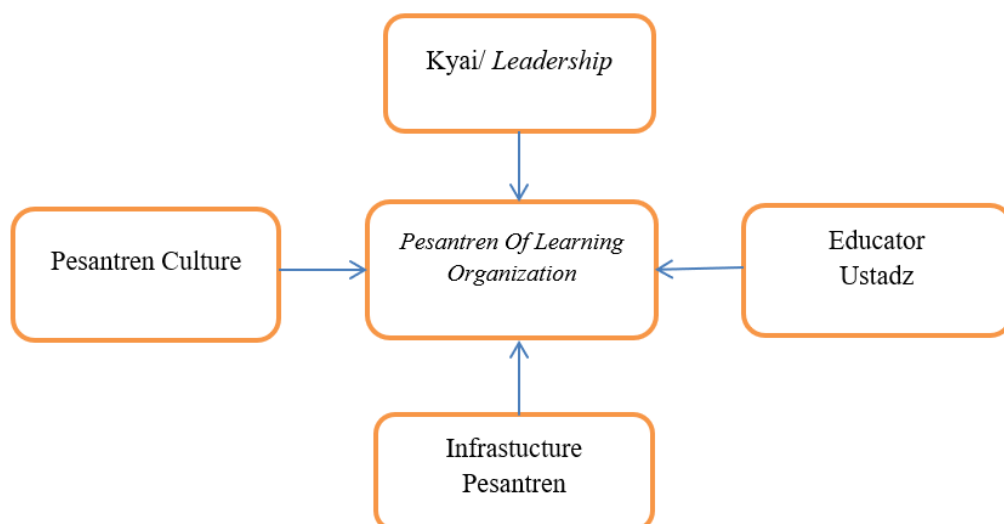 Kyai/ Leadership
Pesantren Culture
Pesantren Of Learning
Organization
Educator
Ustadz
Infrastucture
Pesantren